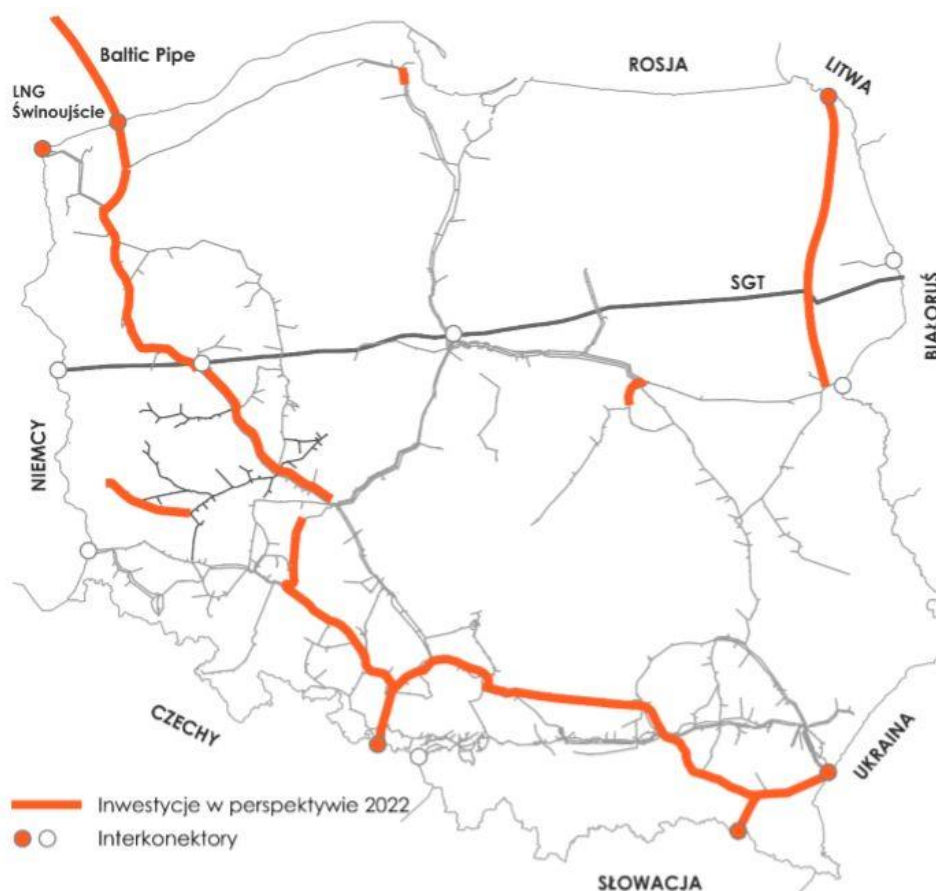 Baltic Pipe
LNG
Świnoujście
ROSJA
LITWA
SGT
BIAŁORUŚ
NIEMCY
CZECHY
UKRAINA
Inwestycje w perspektywie 2022
Interkonektory
SŁOWACJA